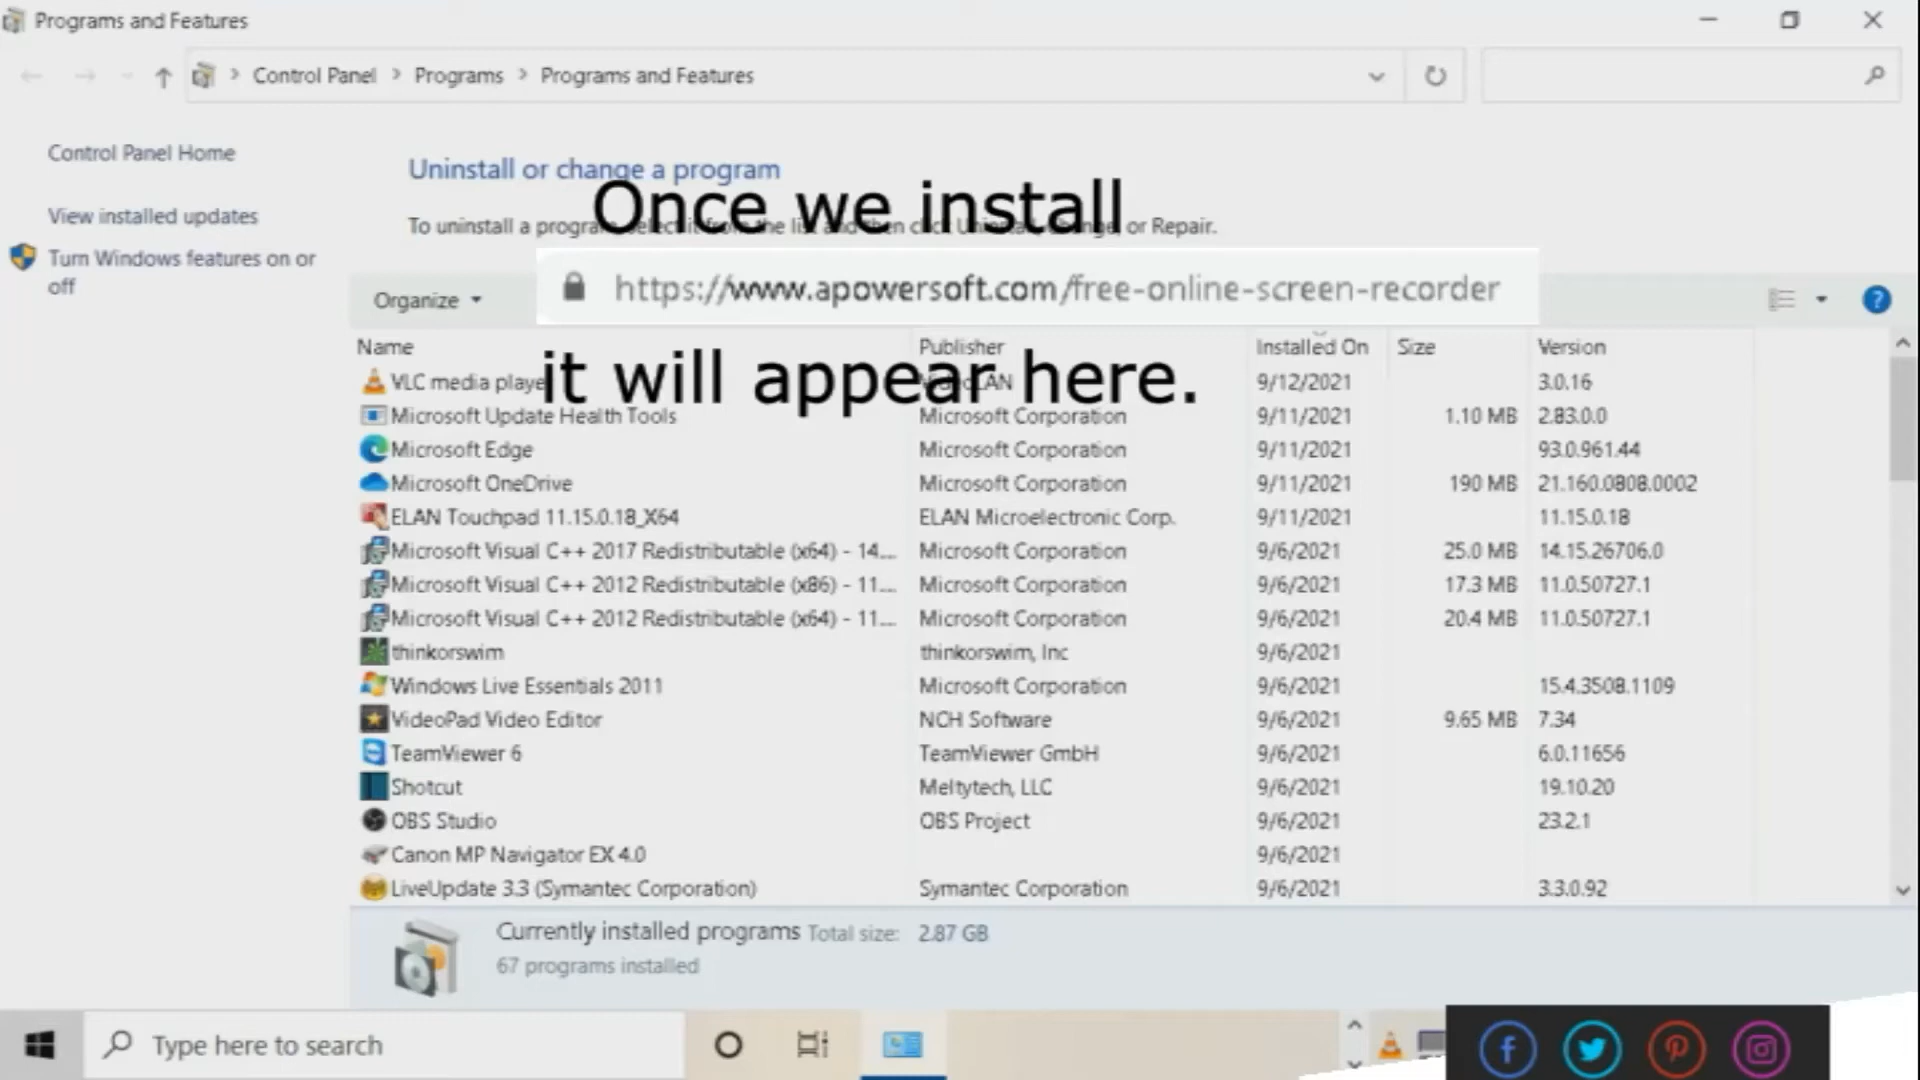 Programs and Features
Control Panel > Programs > Programs and Features
Control Panel Home
View installed updates
Turn Windows features on or
off
Uninstall or change a program
To uninstall a program, select it from the list and then click Uninstall, Change, or Repair.
Once we install
https://www.apowersoft.com/free-online-screen-recorder
it will appear here.
Organize
Name Publisher Installed On Size Version
VLC media player VideoLAN 9/12/2021 3.0.16
Microsoft Update Health Tools Microsoft Corporation 9/11/2021 1.10 MB 2.83.0.0
Microsoft Edge Microsoft Corporation 9/11/2021 93.0.961.44
Microsoft OneDrive Microsoft Corporation 9/11/2021 190 MB 21.160.0808.0002
ELAN Touchpad 11.15.0.18_X64 ELAN Microelectronic Corp. 9/11/2021 11.15.0.18
Microsoft Visual C++ 2017 Redistributable (x64) - 14.... Microsoft Corporation 9/6/2021 25.0 MB 14.15.26706.0
Microsoft Visual C++ 2012 Redistributable (x86) - 11.... Microsoft Corporation 9/6/2021 17.3 MB 11.0.50727.1
Microsoft Visual C++ 2012 Redistributable (x64) - 11.... Microsoft Corporation 9/6/2021 20.4 MB 11.0.50727.1
thinkorswim thinkorswim, Inc 9/6/2021
Windows Live Essentials 2011 Microsoft Corporation 9/6/2021 15.4.3508.1109
VideoPad Video Editor NCH Software 9/6/2021 9.65 MB 7.34
TeamViewer 6 TeamViewer GmbH 9/6/2021 6.0.11656
Shotcut Meltytech, LLC 9/6/2021 19.10.20
OBS Studio OBS Project 9/6/2021 23.2.1
Canon MP Navigator EX 4.0 9/6/2021
LiveUpdate 3.3 (Symantec Corporation) Symantec Corporation 9/6/2021 3.3.0.92
Currently installed programs Total size: 2.87 GB
67 programs installed
Type here to search